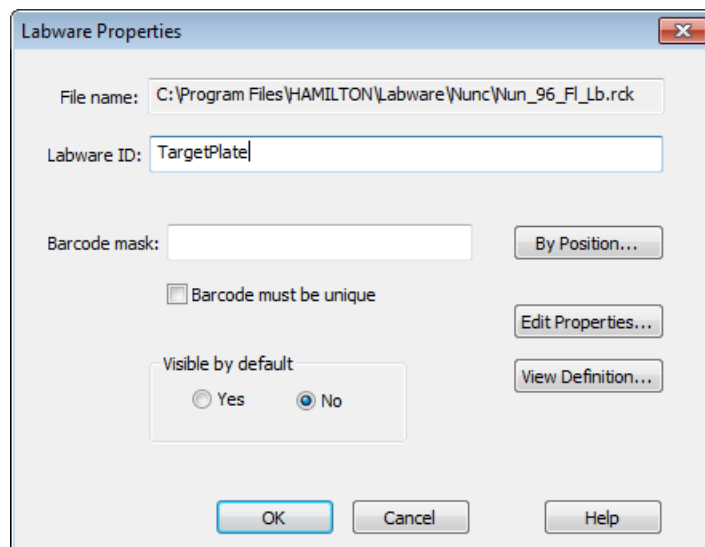 Labware Properties
File name: C:\Program Files\HAMILTON\Labware\Nunc\Nun_96_Fl_Lb.rck
Labware ID: TargetPlate
Barcode mask: By Position...
Barcode must be unique
Edit Properties...
Visible by default
View Definition...
Yes No
OK Cancel Help